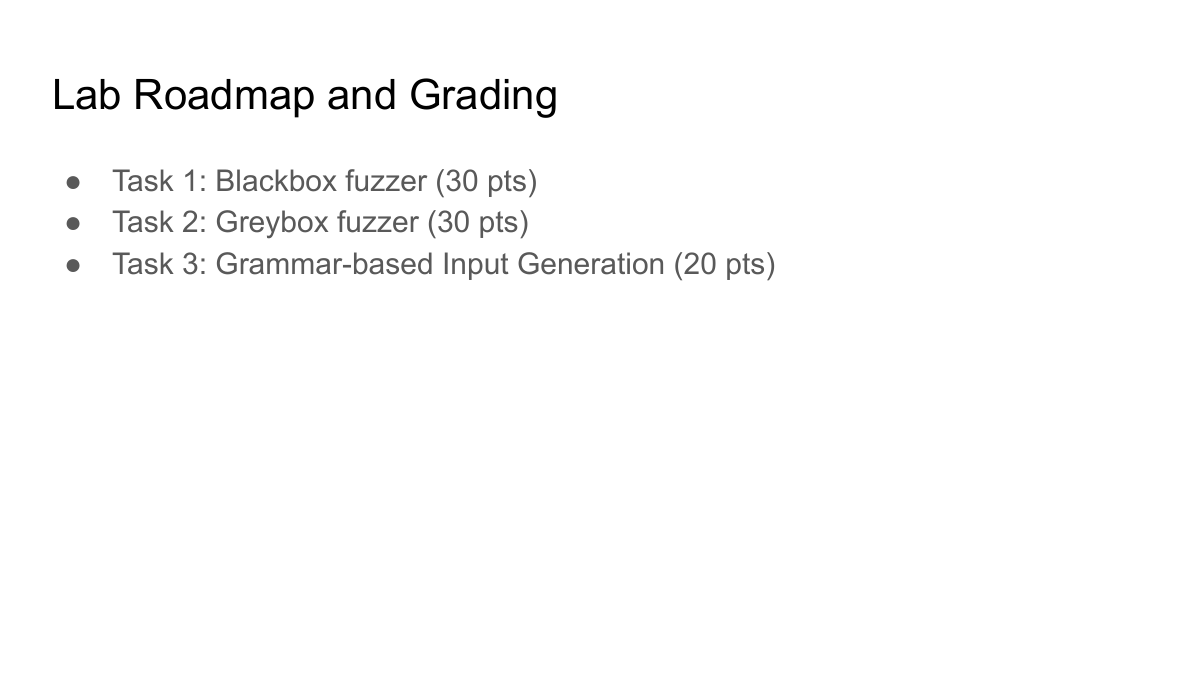 Lab Roadmap and Grading
● Task 1: Blackbox fuzzer (30 pts)
● Task 2: Greybox fuzzer (30 pts)
● Task 3: Grammar-based Input Generation (20 pts)